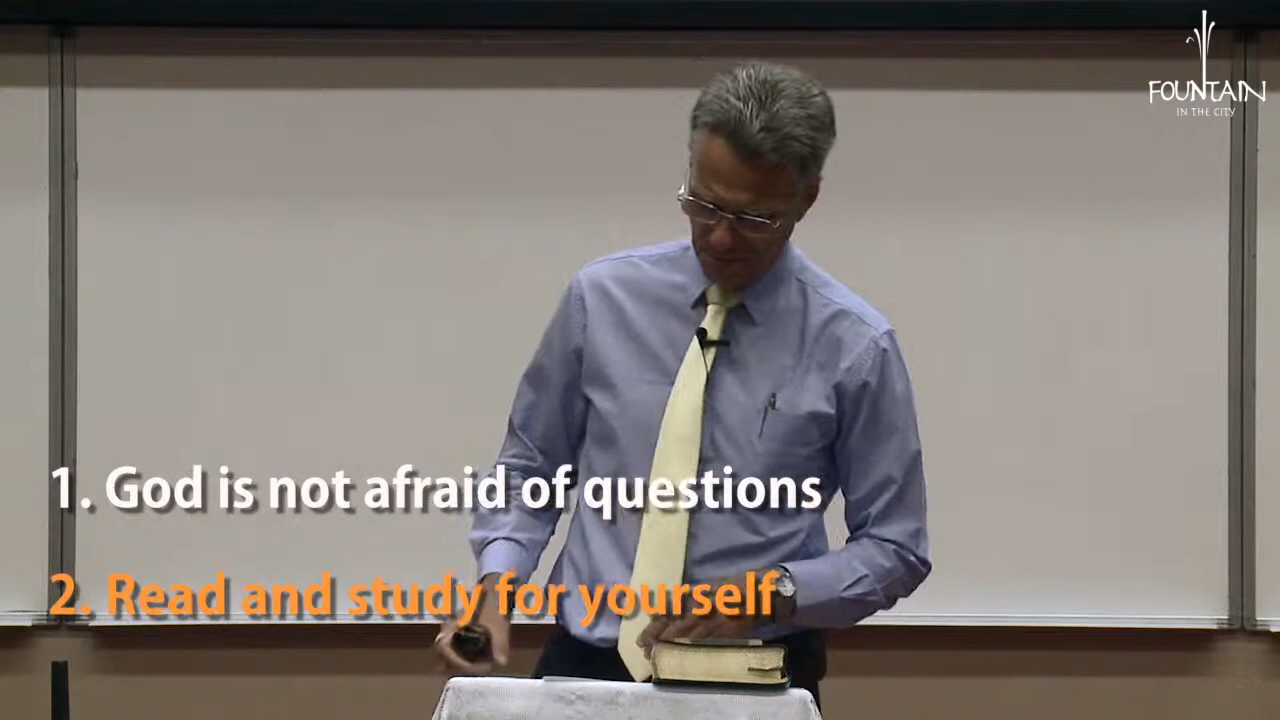 FOUNTAIN
IN THE CITY
1. God is not afraid of questions
2. Read and study for yourself